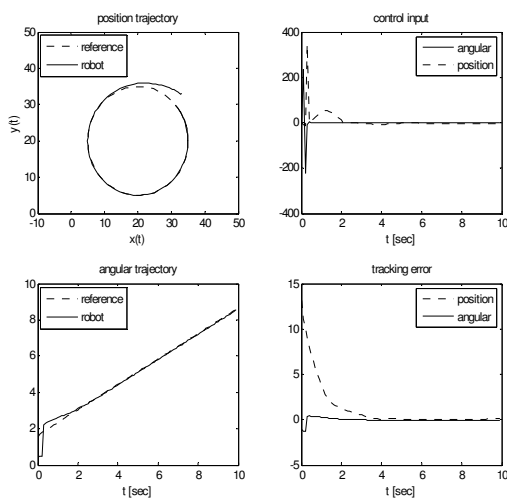 position trajectory
50
40
30
20
10
0
-10
0
10
20
30
40
50
y(t)
x(t)
reference
robot
control input
400
200
0
-200
-400
0
2
4
6
8
10
t [sec]
angular
position
angular trajectory
10
8
6
4
2
0
0
2
4
6
8
10
t [sec]
reference
robot
tracking error
15
10
5
0
-5
0
2
4
6
8
10
t [sec]
position
angular